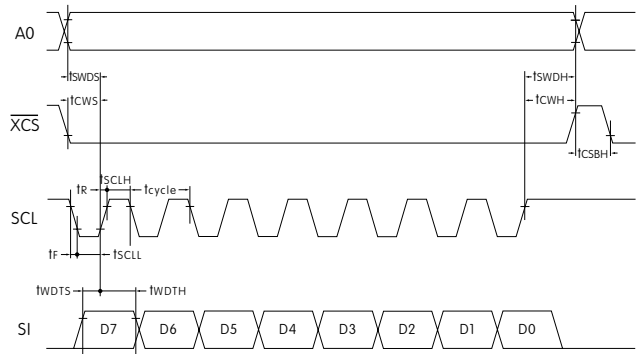 A0
tSWDS
tSWDH
tCWS
tCWH
XCS
tCSBH
tSCLH
tR
tcycle
SCL
tF
tSCLL
tWDTS
tWDTH
SI
D7
D6
D5
D4
D3
D2
D1
D0